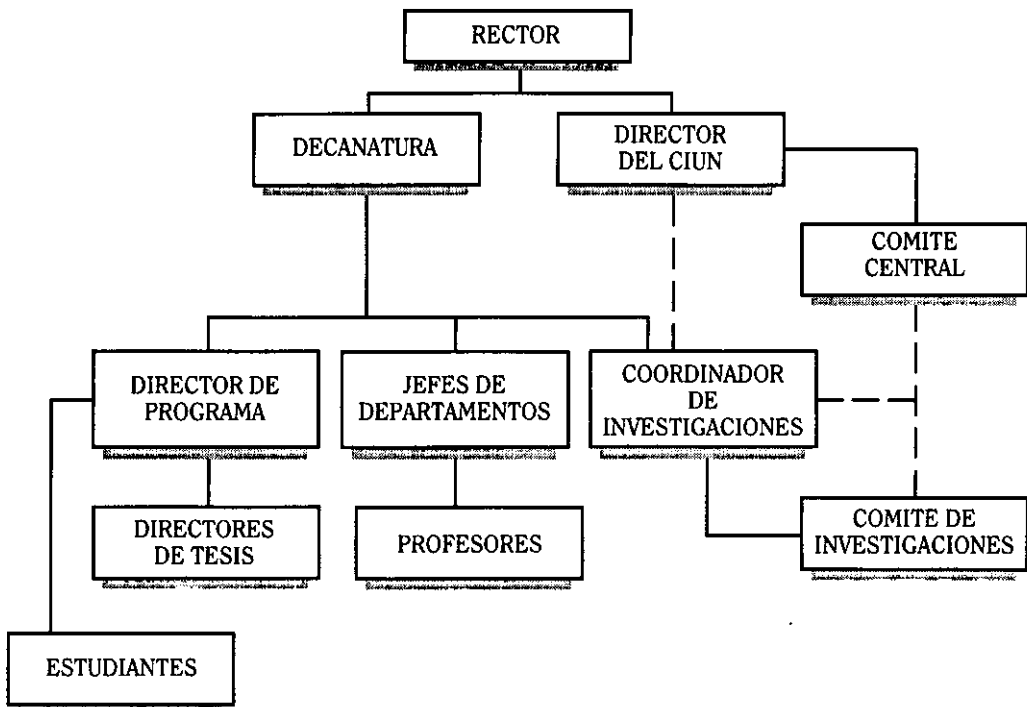 RECTOR
DECANATURA
DIRECTOR
DEL CIUN
COMITE
CENTRAL
DIRECTOR DE
PROGRAMA
JEFES DE
DEPARTAMENTOS
COORDINADOR
DE
INVESTIGACIONES
DIRECTORES
DE TESIS
PROFESORES
COMITE DE
INVESTIGACIONES
ESTUDIANTES